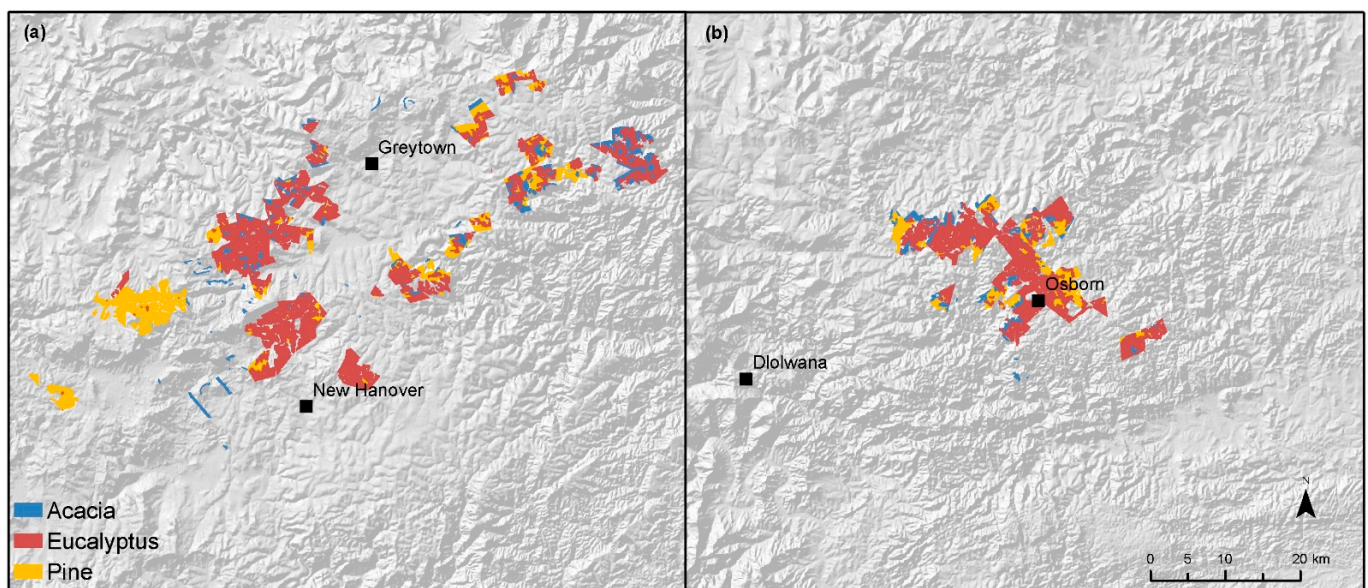 (a)
(b)
Greytown
Osborn
Dlolwana
New Hanover
Acacia
Eucalyptus
Pine
N
0 5 10 20 km